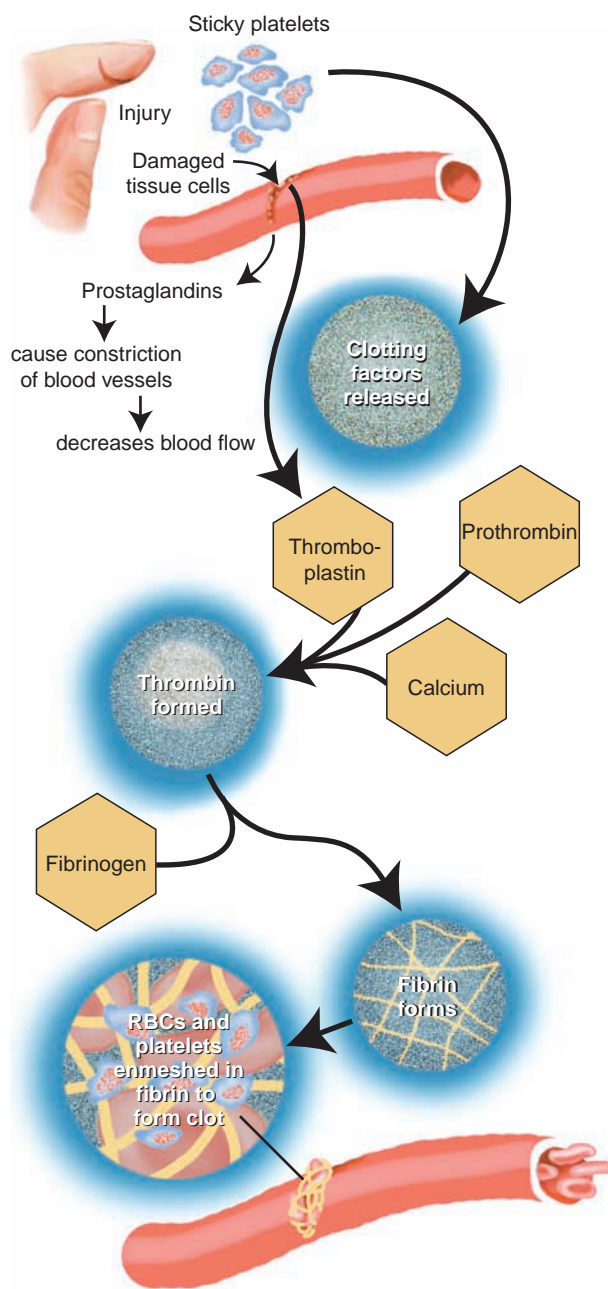 Sticky platelets
Injury
Damaged
tissue cells
Prostaglandins
cause constriction
of blood vessels
decreases blood flow
Clotting
factors
released
Thrombo-
plastin
Prothrombin
Calcium
Thrombin
formed
Fibrinogen
Fibrin
forms
RBCs and
platelets
enmeshed in
fibrin to
form clot